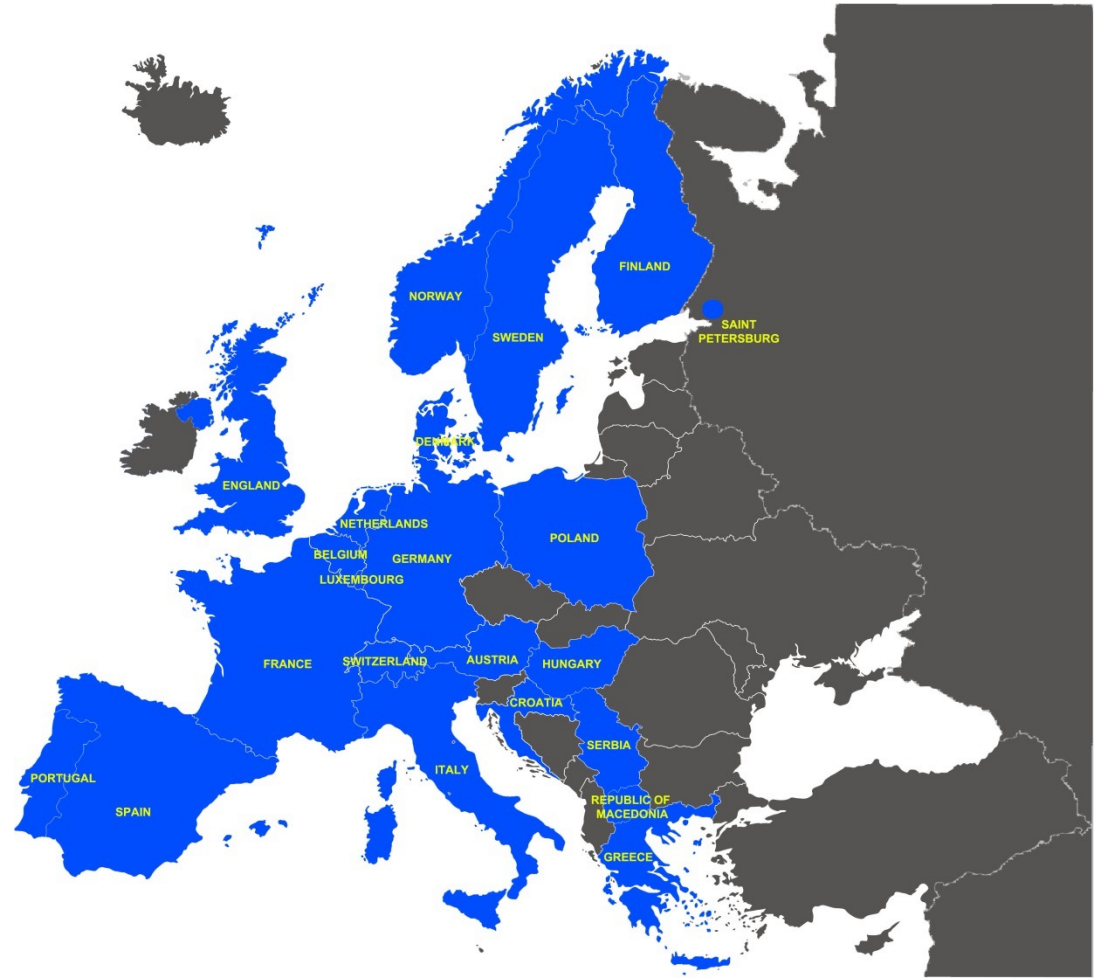 FINLAND
NORWAY
SAINT
PETERSBURG
SWEDEN
DENMARK
ENGLAND
NETHERLANDS
POLAND
BELGIUM
GERMANY
LUXEMBOURG
FRANCE
SWITZERLAND
AUSTRIA
HUNGARY
CROATIA
SERBIA
ITALY
PORTUGAL
SPAIN
REPUBLIC OF
MACEDONIA
GREECE